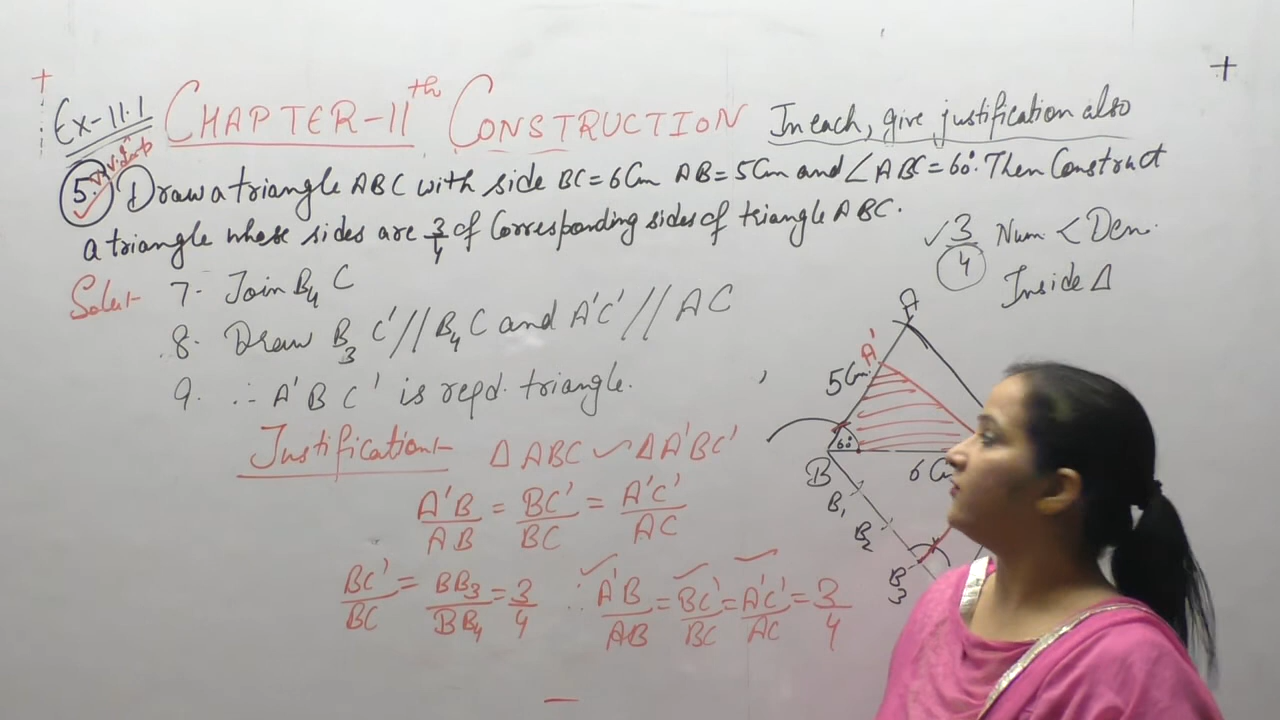 Ex-11.1 CHAPTER-11th CONSTRUCTION In each, give justification also
5. Draw a triangle ABC with side BC=6Cm AB=5Cm and ∠ABC=60°. Then Construct
a triangle whose sides are 3/4 of Corresponding sides of triangle ABC.
✓3/4 Num < Den.
Inside Δ
Solu:-
7- Join B4 C
8. Draw B3 C' // B4 C and A'C' // AC
9. ∴ A'BC' is reqd. triangle.
Justification:- ΔABC ~ ΔA'BC'
A'B/AB = BC'/BC = A'C'/AC
BC'/BC = BB3/BB4 = 3/4 ∴ A'B/AB = BC'/BC = A'C'/AC = 3/4
A
A'
5Cm
60°
B
B1
B2
B3